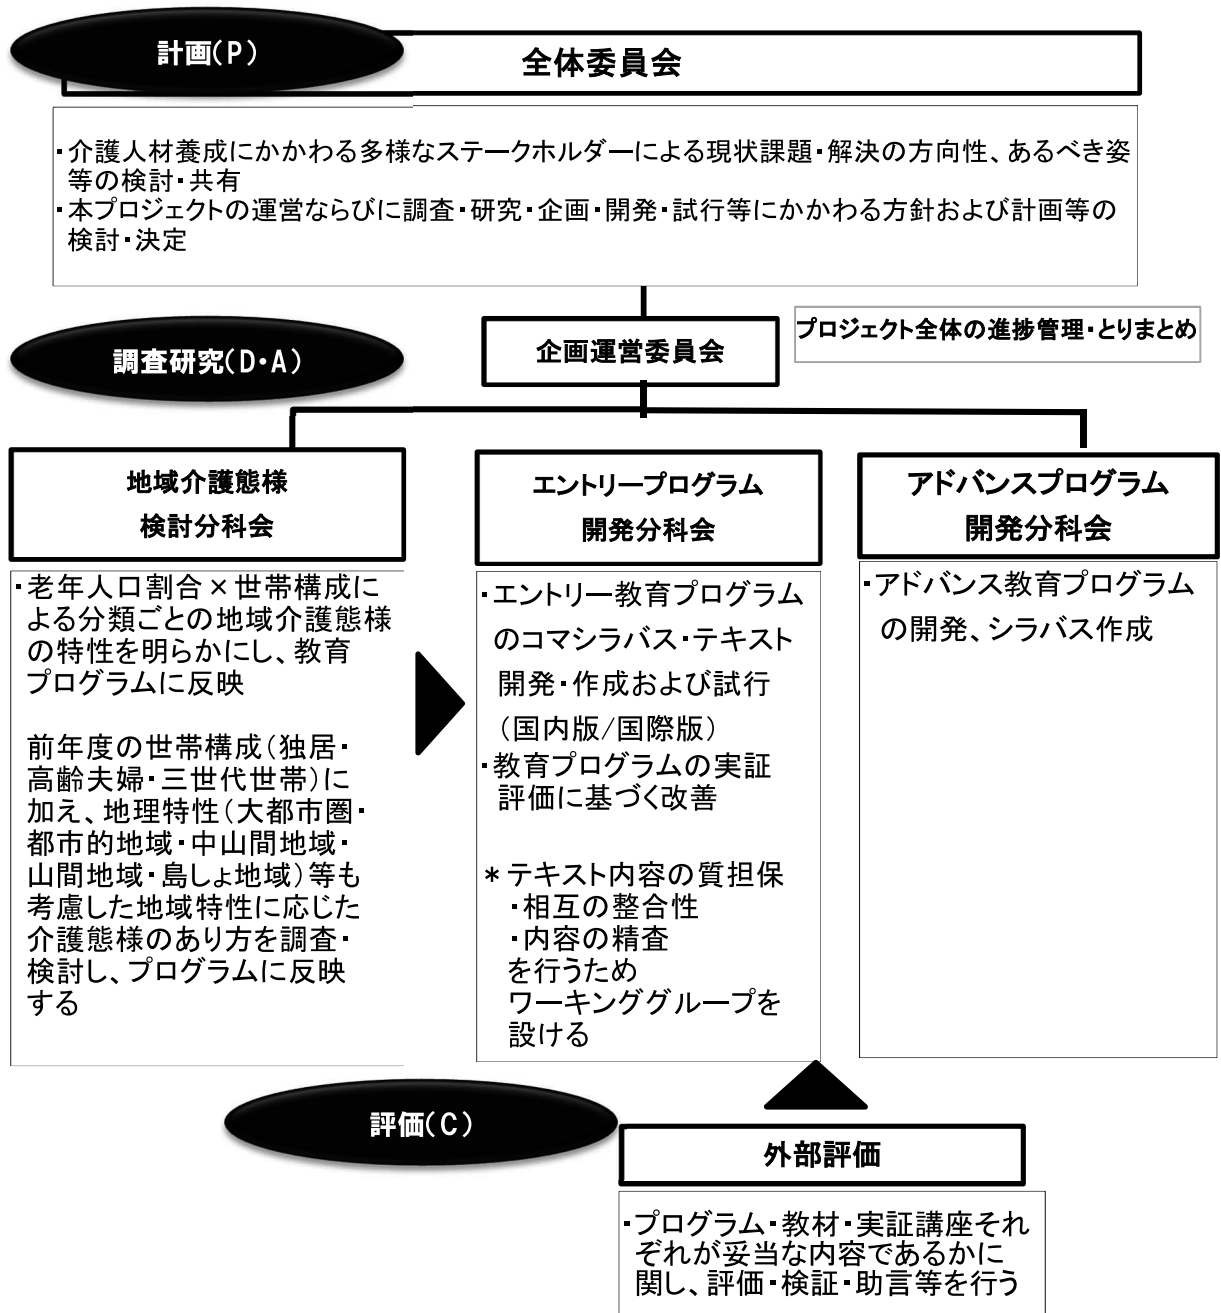 計画(P)
全体委員会
・介護人材養成にかかわる多様なステークホルダーによる現状課題・解決の方向性、あるべき姿
等の検討・共有
・本プロジェクトの運営ならびに調査・研究・企画・開発・試行等にかかわる方針および計画等の
検討・決定
企画運営委員会
プロジェクト全体の進捗管理・とりまとめ
調査研究(D・A)
地域介護態様
検討分科会
・老年人口割合×世帯構成に
よる分類ごとの地域介護態様
の特性を明らかにし、教育
プログラムに反映
前年度の世帯構成(独居・
高齢夫婦・三世代世帯)に
加え、地理特性(大都市圏・
都市的地域・中山間地域・
山間地域・島しょ地域)等も
考慮した地域特性に応じた
介護態様のあり方を調査・
検討し、プログラムに反映
する
エントリープログラム
開発分科会
・エントリー教育プログラム
のコマシラバス・テキスト
開発・作成および試行
(国内版/国際版)
・教育プログラムの実証
評価に基づく改善
＊テキスト内容の質担保
・相互の整合性
・内容の精査
を行うため
ワーキンググループを
設ける
アドバンスプログラム
開発分科会
・アドバンス教育プログラム
の開発、シラバス作成
評価(C)
外部評価
・プログラム・教材・実証講座それ
ぞれが妥当な内容であるかに
関し、評価・検証・助言等を行う